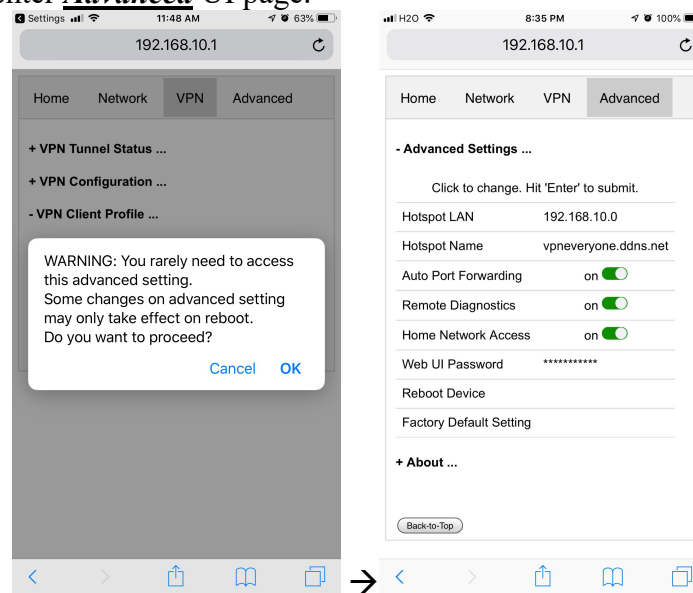 enter Advanced UI page.
Settings 11:48 AM 63%
192.168.10.1
Home Network VPN Advanced
+ VPN Tunnel Status ...
+ VPN Configuration ...
- VPN Client Profile ...
WARNING: You rarely need to access
this advanced setting.
Some changes on advanced setting
may only take effect on reboot.
Do you want to proceed?
Cancel OK
→
H2O 8:35 PM 100%
192.168.10.1
Home Network VPN Advanced
- Advanced Settings ...
Click to change. Hit 'Enter' to submit.
Hotspot LAN 192.168.10.0
Hotspot Name vpneveryone.ddns.net
Auto Port Forwarding on
Remote Diagnostics on
Home Network Access on
Web UI Password ***********
Reboot Device
Factory Default Setting
+ About ...
Back-to-Top